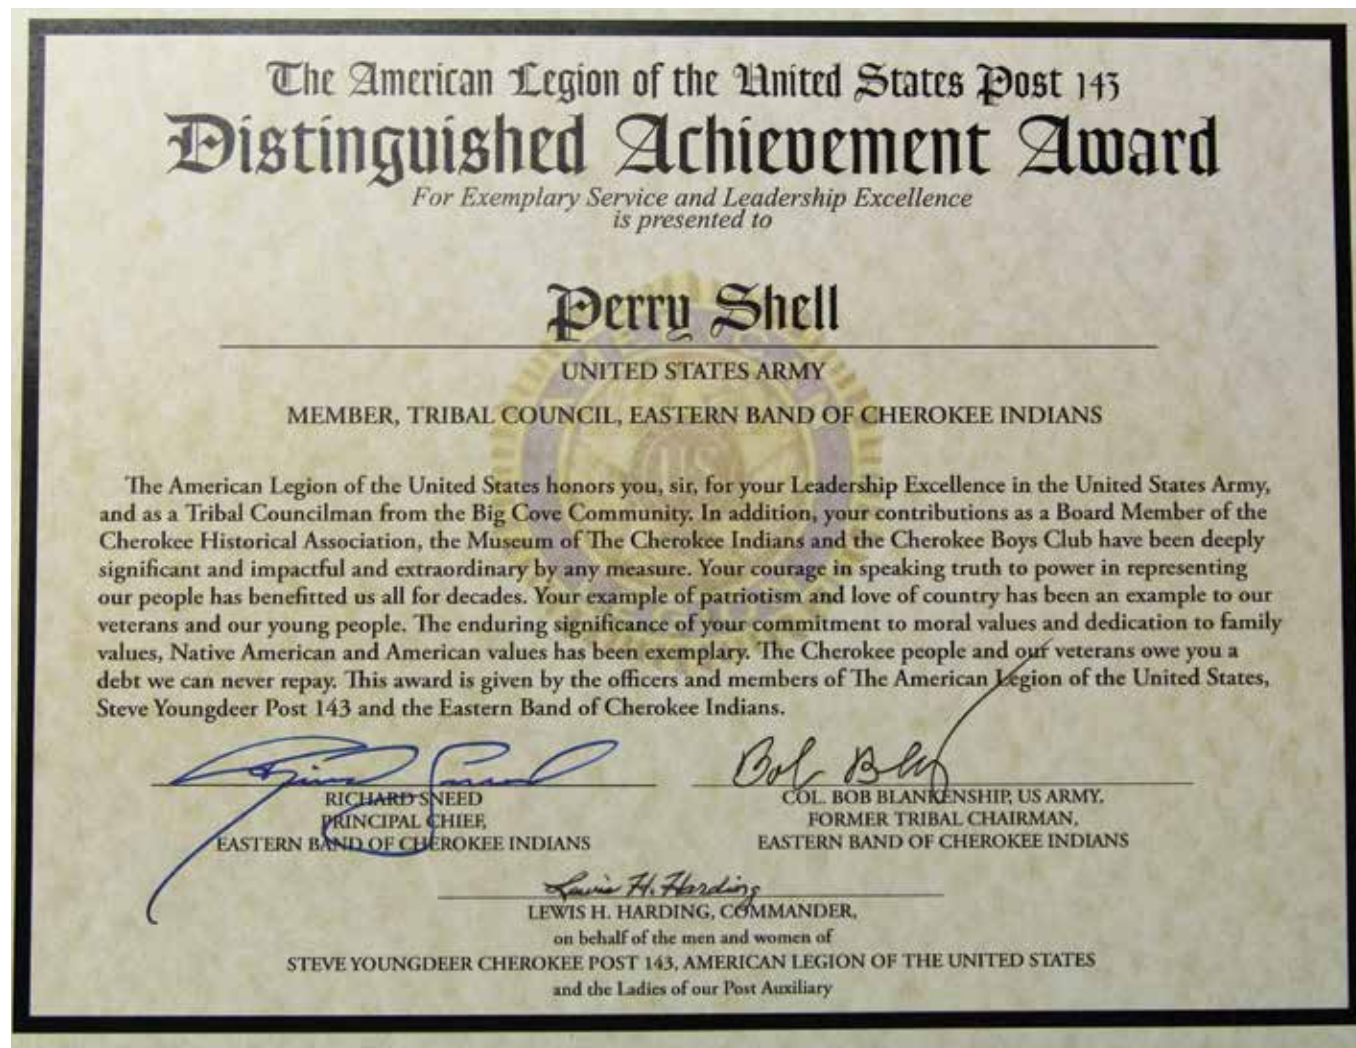 The American Legion of the United States Post 143
Distinguished Achievement Award
For Exemplary Service and Leadership Excellence
is presented to
Perry Shell
UNITED STATES ARMY
MEMBER, TRIBAL COUNCIL, EASTERN BAND OF CHEROKEE INDIANS
US
The American Legion of the United States honors you, sir, for your Leadership Excellence in the United States Army,
and as a Tribal Councilman from the Big Cove Community. In addition, your contributions as a Board Member of the
Cherokee Historical Association, the Museum of The Cherokee Indians and the Cherokee Boys Club have been deeply
significant and impactful and extraordinary by any measure. Your courage in speaking truth to power in representing
our people has benefitted us all for decades. Your example of patriotism and love of country has been an example to our
veterans and our young people. The enduring significance of your commitment to moral values and dedication to family
values, Native American and American values has been exemplary. The Cherokee people and our veterans owe you a
debt we can never repay. This award is given by the officers and members of The American Legion of the United States,
Steve Youngdeer Post 143 and the Eastern Band of Cherokee Indians.
RICHARD SNEED
PRINCIPAL CHIEF,
EASTERN BAND OF CHEROKEE INDIANS
Bob
COL. BOB BLANKENSHIP, US ARMY,
FORMER TRIBAL CHAIRMAN,
EASTERN BAND OF CHEROKEE INDIANS
Lewis H. Harding
LEWIS H. HARDING, COMMANDER,
on behalf of the men and women of
STEVE YOUNGDEER CHEROKEE POST 143, AMERICAN LEGION OF THE UNITED STATES
and the Ladies of our Post Auxiliary